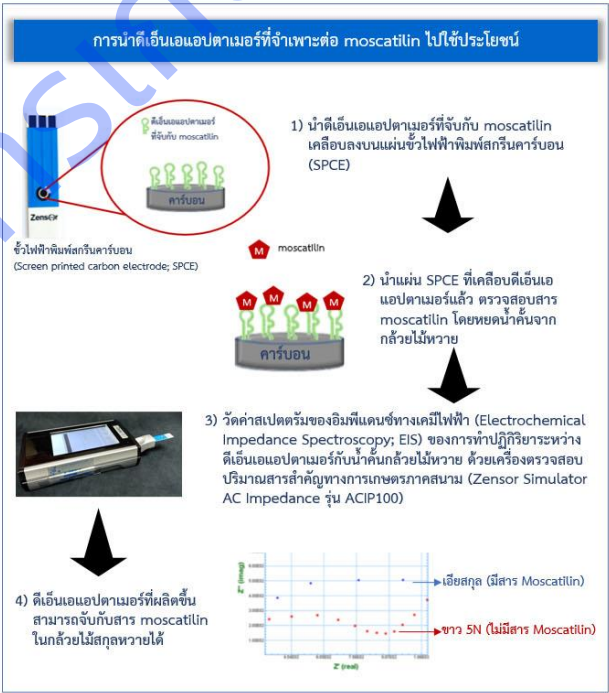 การนำดีเอ็นเอแอปตาเมอร์ที่จำเพาะต่อ moscatilin ไปใช้ประโยชน์
ดีเอ็นเอแอปตาเมอร์
ที่จับกับ moscatilin
คาร์บอน
Zensor
ขั้วไฟฟ้าพิมพ์สกรีนคาร์บอน
(Screen printed carbon electrode; SPCE)
1) นำดีเอ็นเอแอปตาเมอร์ที่จับกับ moscatilin
เคลือบลงบนแผ่นขั้วไฟฟ้าพิมพ์สกรีนคาร์บอน
(SPCE)
M moscatilin
M M M M
คาร์บอน
2) นำแผ่น SPCE ที่เคลือบดีเอ็นเอ
แอปตาเมอร์แล้ว ตรวจสอบสาร
moscatilin โดยหยดน้ำคั้นจาก
กล้วยไม้หวาย
3) วัดค่าสเปตตรัมของอิมพีแดนซ์ทางเคมีไฟฟ้า (Electrochemical
Impedance Spectroscopy; EIS) ของการทำปฏิกิริยาระหว่าง
ดีเอ็นเอแอปตาเมอร์กับน้ำคั้นกล้วยไม้หวาย ด้วยเครื่องตรวจสอบ
ปริมาณสารสำคัญทางการเกษตรภาคสนาม (Zensor Simulator
AC Impedance รุ่น ACIP100)
4) ดีเอ็นเอแอปตาเมอร์ที่ผลิตขึ้น
สามารถจับกับสาร moscatilin
ในกล้วยไม้สกุลหวายได้
Z" (imag)
Z' (real)
เอียสกุล (มีสาร Moscatilin)
ขาว 5N (ไม่มีสาร Moscatilin)